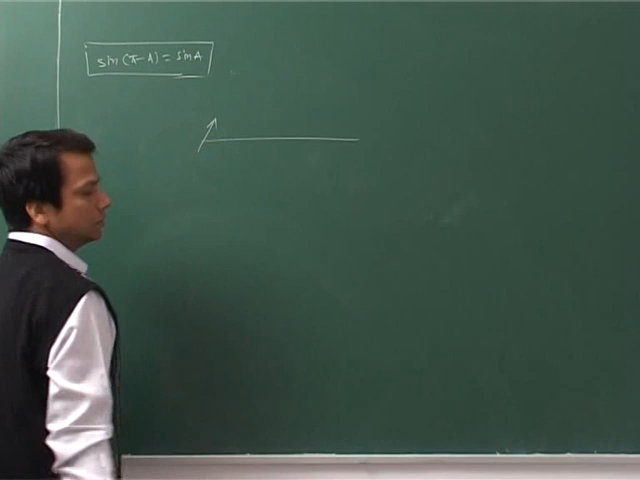 sin (π-A) = sinA